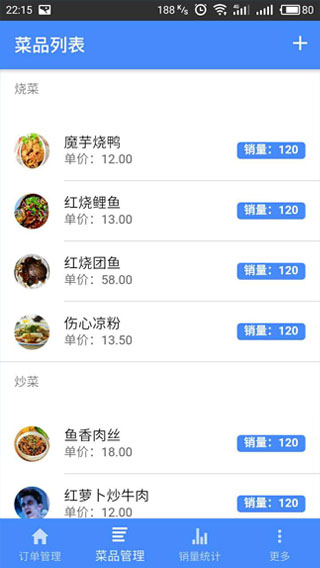 22:15
188 K/s
80
菜品列表
烧菜
魔芋烧鸭
单价：12.00
销量：120
红烧鲤鱼
单价：13.00
销量：120
红烧团鱼
单价：58.00
销量：120
伤心凉粉
单价：13.50
销量：120
炒菜
鱼香肉丝
单价：18.00
销量：120
红萝卜炒牛肉
单价：12.00
销量：120
订单管理
菜品管理
销量统计
更多